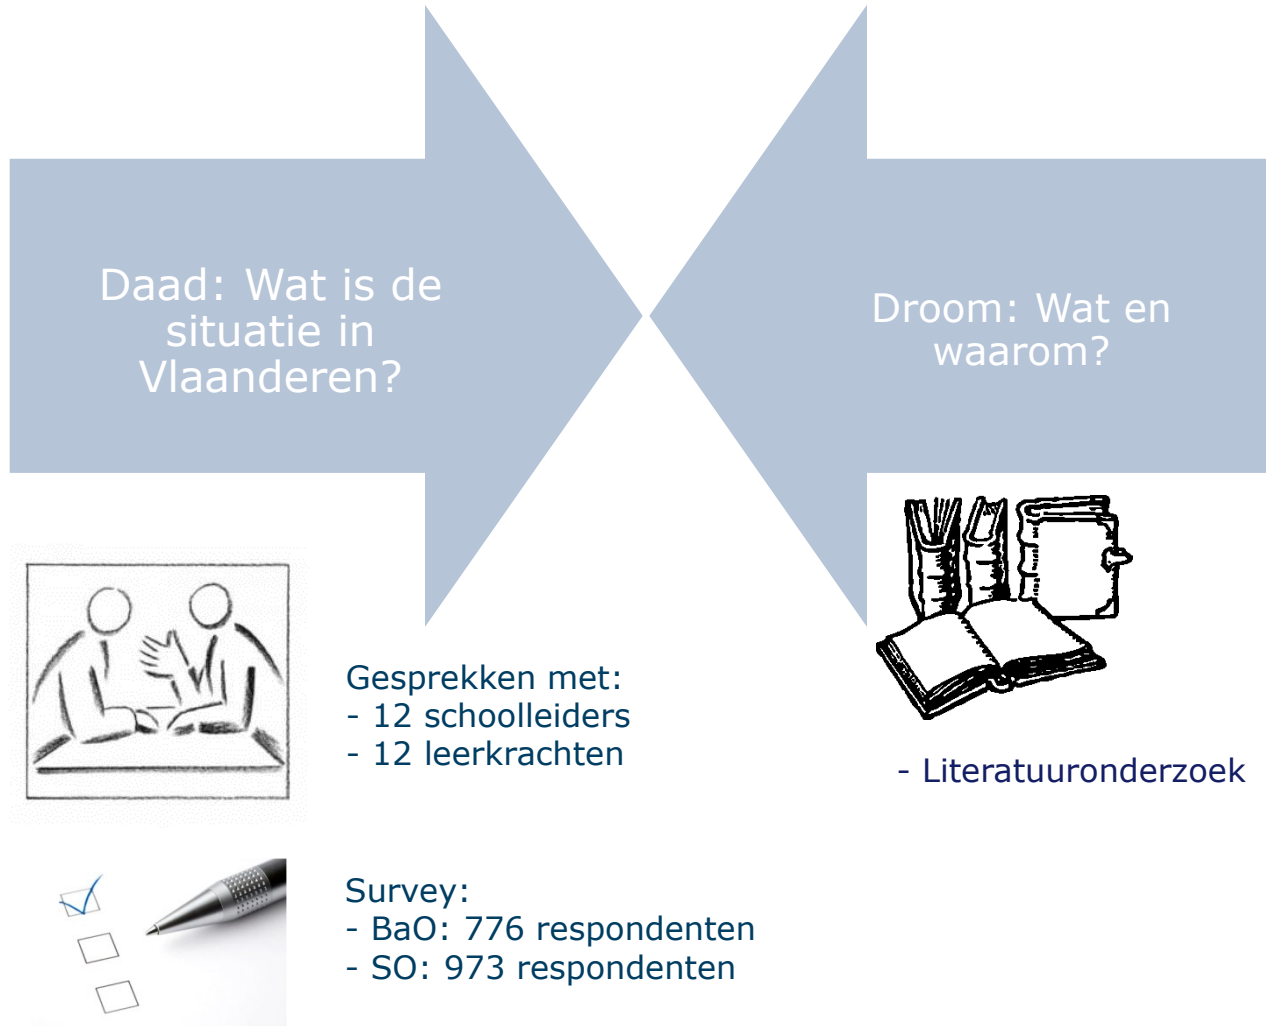 Daad: Wat is de
situatie in
Vlaanderen?
Droom: Wat en
waarom?
Gesprekken met:
- 12 schoolleiders
- 12 leerkrachten
- Literatuuronderzoek
Survey:
- BaO: 776 respondenten
- SO: 973 respondenten